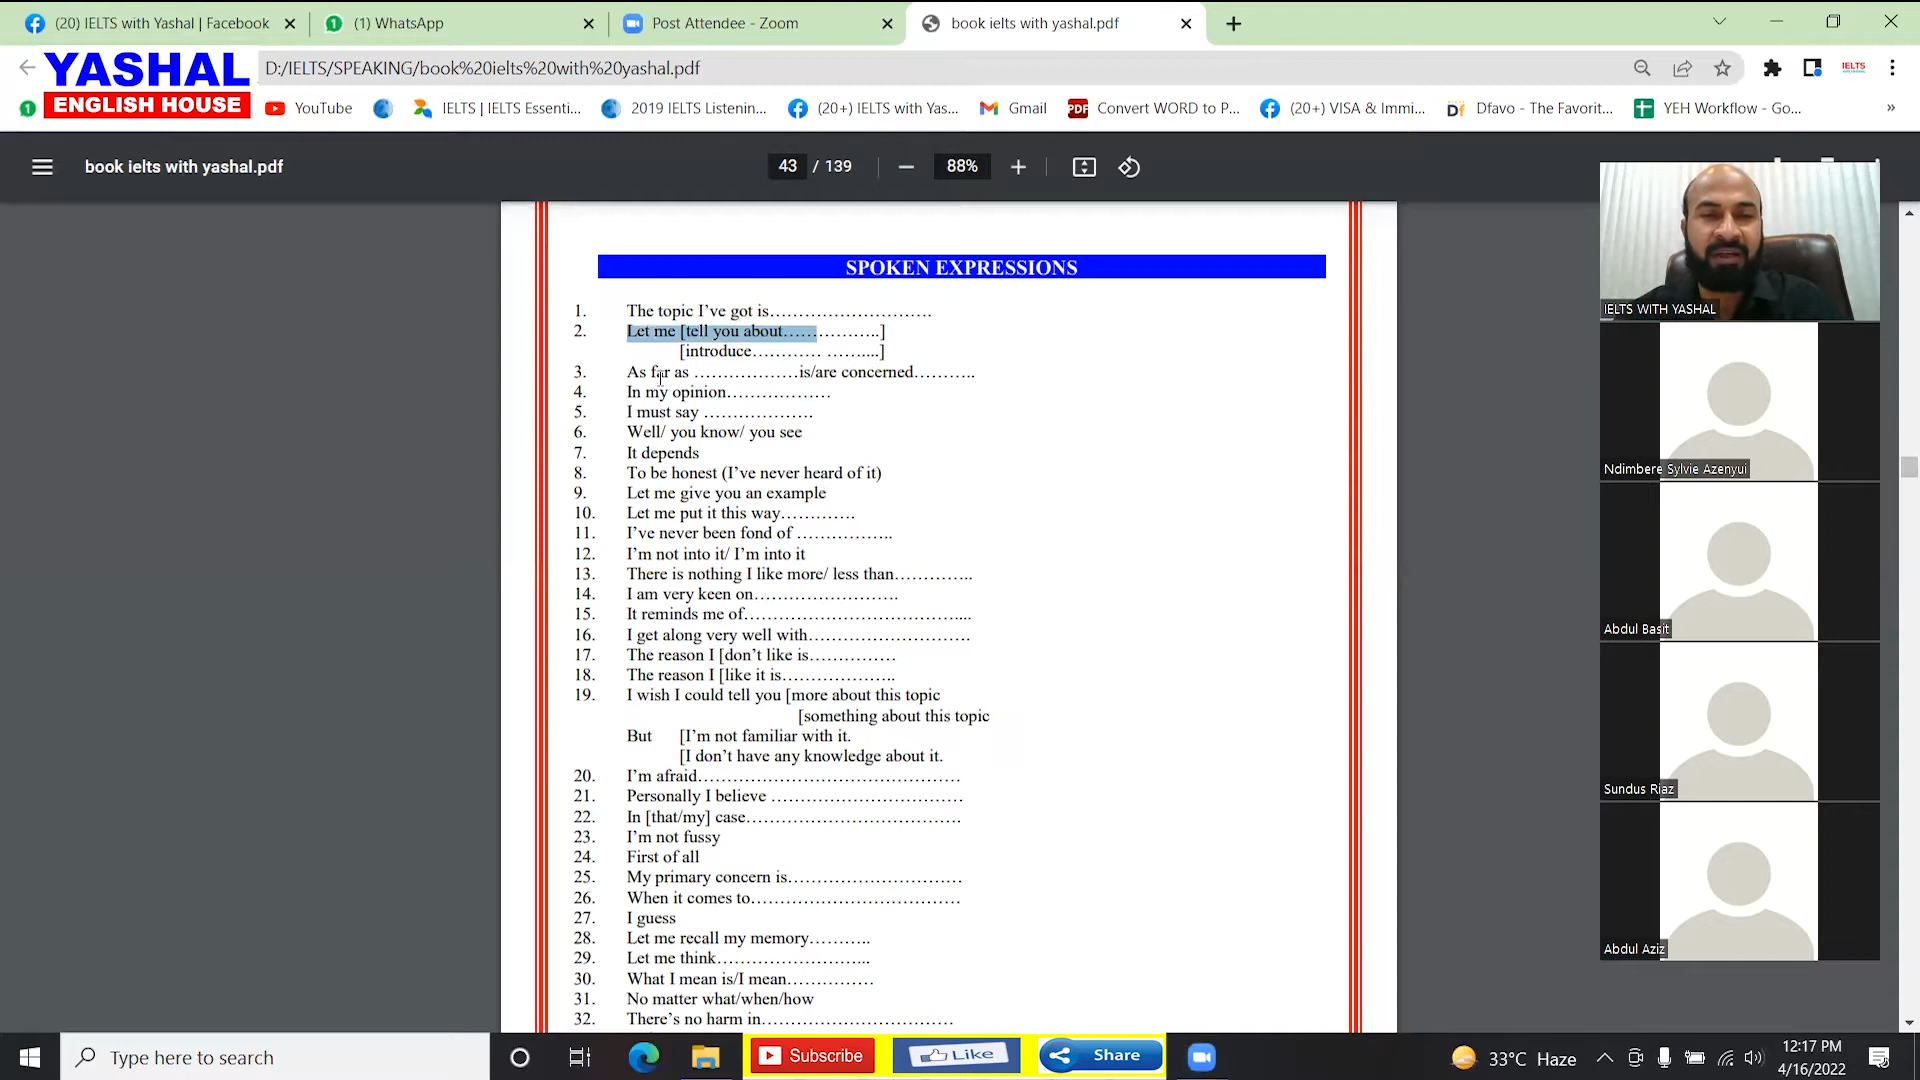 (20) IELTS with Yashal | Facebook
(1) WhatsApp
Post Attendee - Zoom
book ielts with yashal.pdf
YASHAL
ENGLISH HOUSE
D:/IELTS/SPEAKING/book%20ielts%20with%20yashal.pdf
IELTS
YouTube
IELTS | IELTS Essenti...
2019 IELTS Listenin...
(20+) IELTS with Yas...
Gmail
PDF
Convert WORD to P...
(20+) VISA & Immi...
Df
Dfavo - The Favorit...
YEH Workflow - Go...
»
book ielts with yashal.pdf
43 / 139
88%
SPOKEN EXPRESSIONS
1. The topic I've got is……………………….
2. Let me [tell you about……………..]
[introduce………… ……....]
3. As far as ………………is/are concerned………..
4. In my opinion………………
5. I must say ……………….
6. Well/ you know/ you see
7. It depends
8. To be honest (I've never heard of it)
9. Let me give you an example
10. Let me put it this way………….
11. I've never been fond of ……………..
12. I'm not into it/ I'm into it
13. There is nothing I like more/ less than…………..
14. I am very keen on…………………….
15. It reminds me of………………………………....
16. I get along very well with……………………….
17. The reason I [don't like is……………
18. The reason I [like it is………………..
19. I wish I could tell you [more about this topic
[something about this topic
But [I'm not familiar with it.
[I don't have any knowledge about it.
20. I'm afraid………………………………………
21. Personally I believe ……………………………
22. In [that/my] case……………………………….
23. I'm not fussy
24. First of all
25. My primary concern is…………………………
26. When it comes to………………………………
27. I guess
28. Let me recall my memory………..
29. Let me think……………………...
30. What I mean is/I mean……………
31. No matter what/when/how
32. There's no harm in……………………………
IELTS WITH YASHAL
Ndimbere Sylvie Azenyui
Abdul Basit
Sundus Riaz
Abdul Aziz
Type here to search
Subscribe
Like
Share
33°C Haze
12:17 PM
4/16/2022